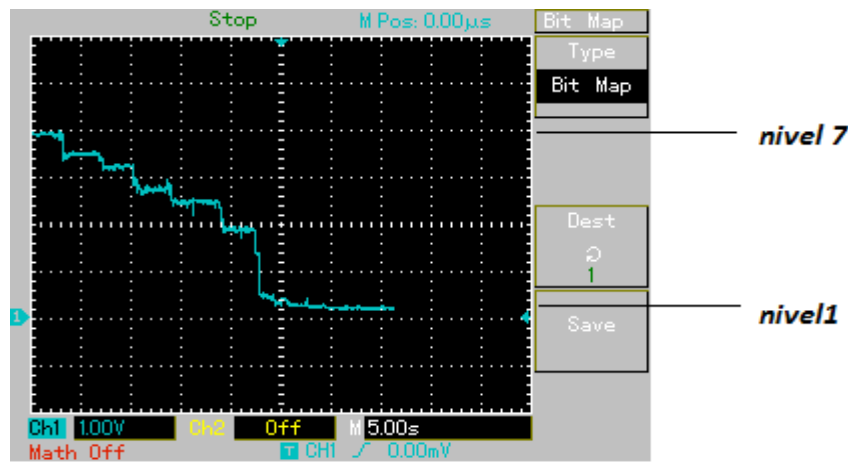 Stop M Pos: 0.00µs Bit Map
Type
Bit Map
nivel 7
Dest
1
1
nivel1
Save
Ch1 1.00V Ch2 Off M 5.00s
Math Off T CH1 0.00mV